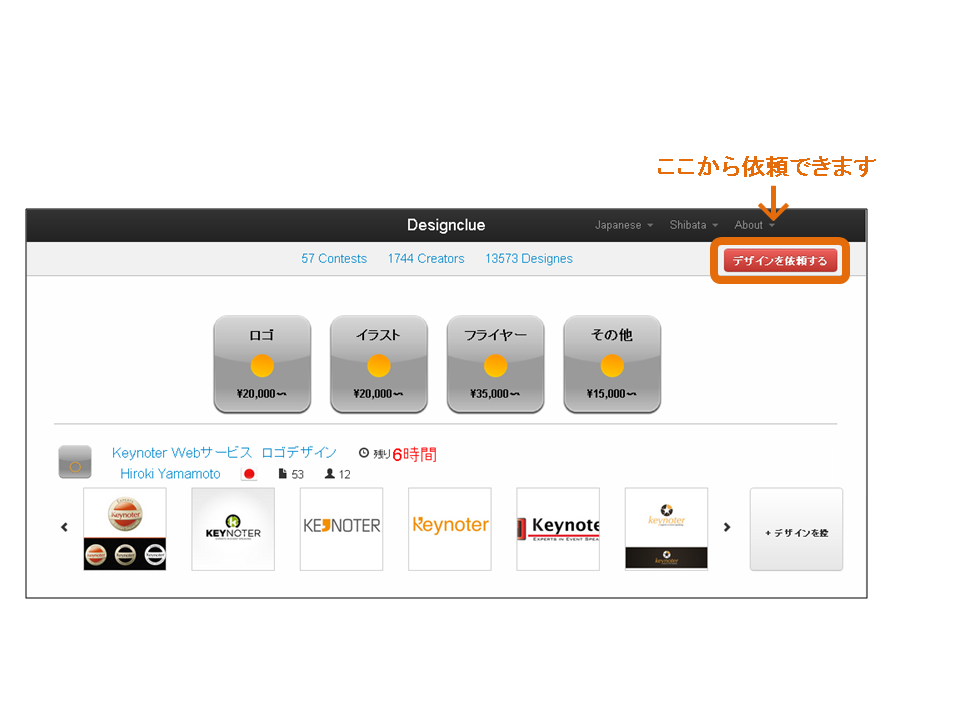 ここから依頼できます
Designclue
Japanese
Shibata
About
57 Contests
1744 Creators
13573 Designes
デザインを依頼する
ロゴ
¥20,000〜
イラスト
¥20,000〜
フライヤー
¥35,000〜
その他
¥15,000〜
Keynoter Webサービス ロゴデザイン
残り6時間
Hiroki Yamamoto
53
12
Keynoter
KEYNOTER
KE,NOTER
Keynoter
Keynote
EXPERTS IN EVENT SPEA
keynoter
keynoter
+ デザインを投